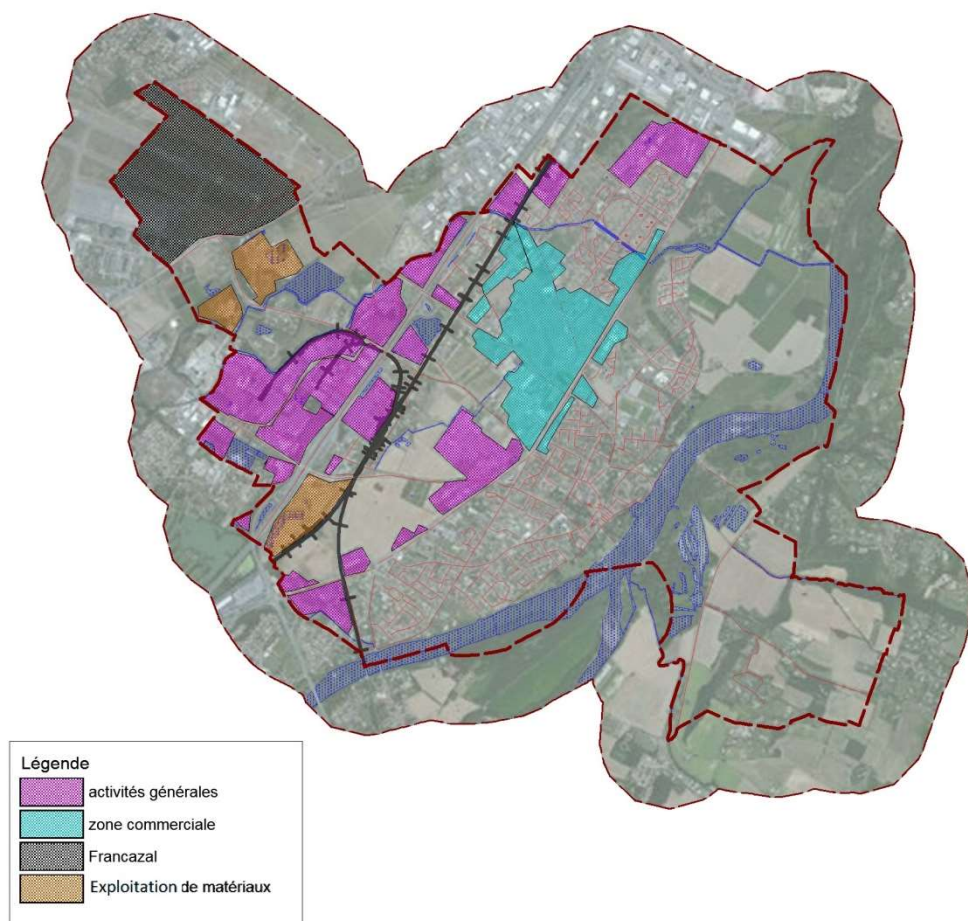 Légende
activités générales
zone commerciale
Francazal
Exploitation de matériaux